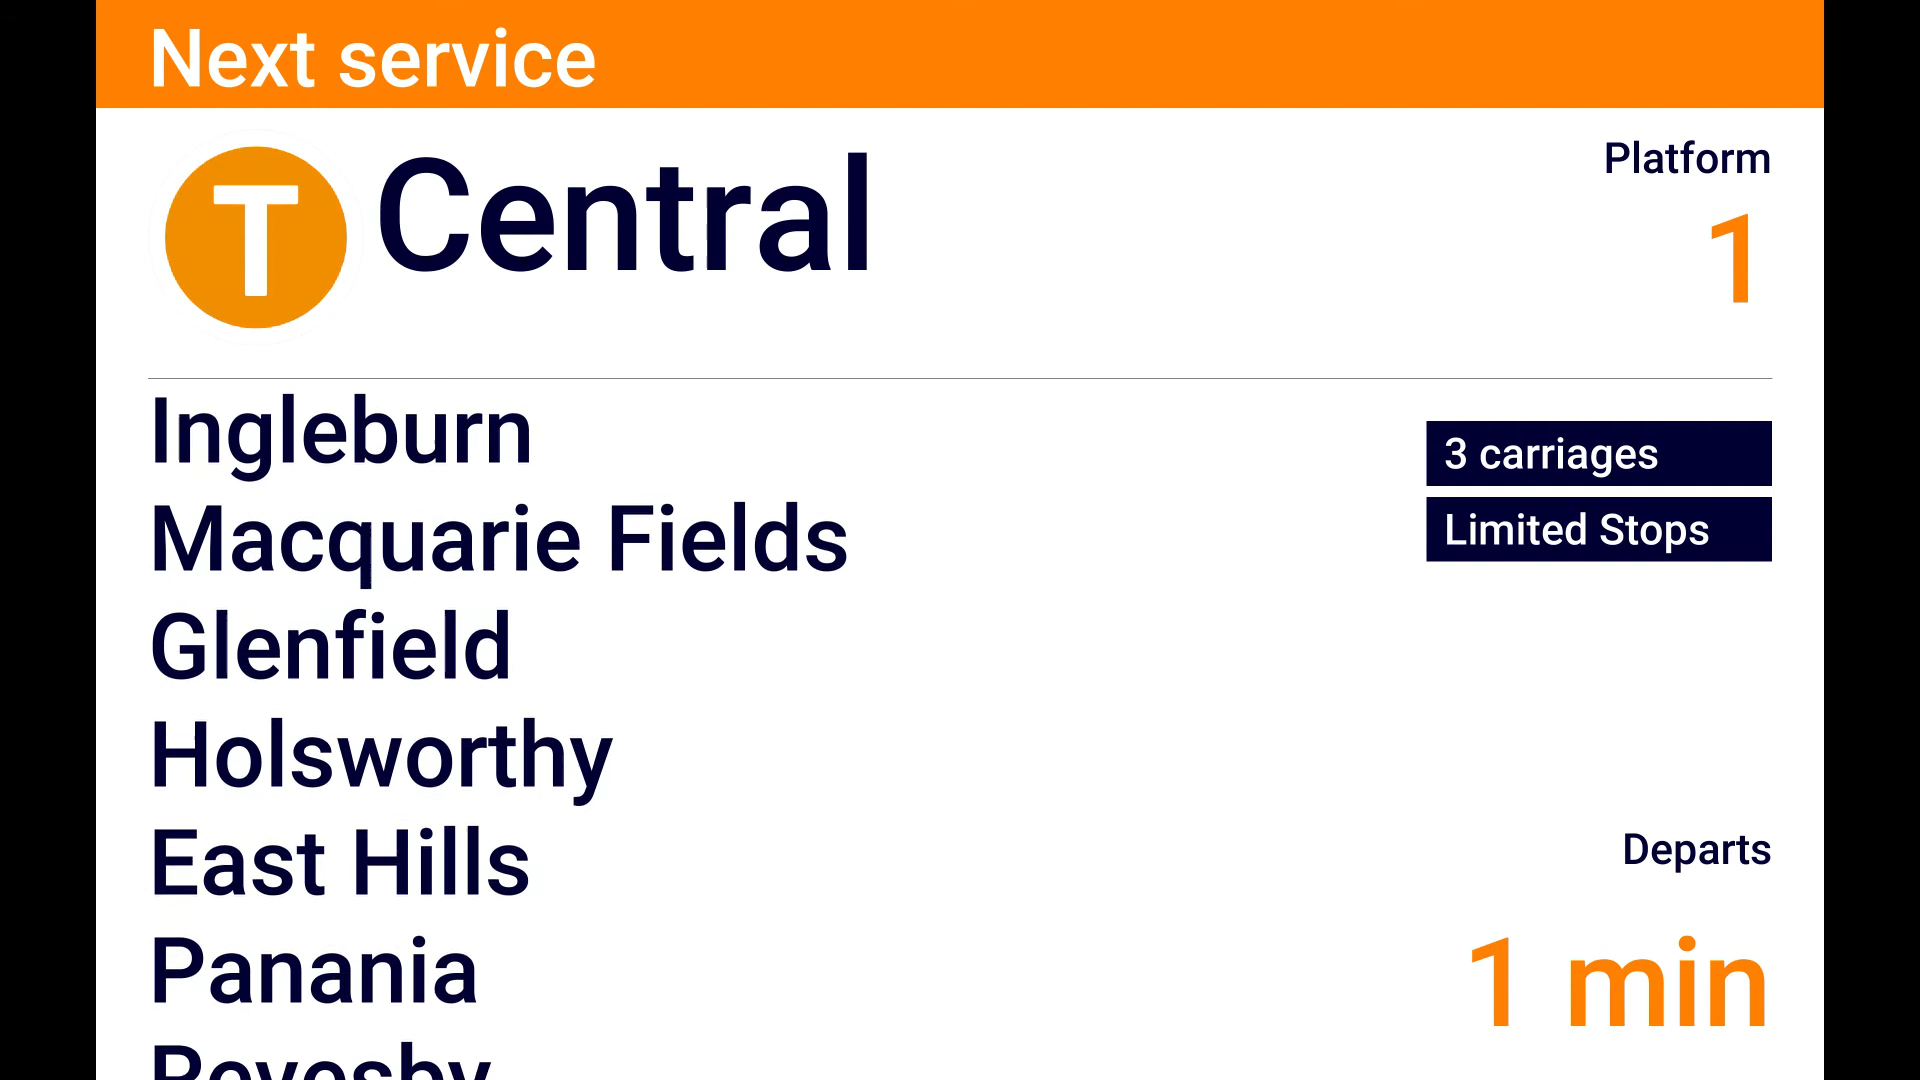 Next service
T Central
Platform
1
Ingleburn
Macquarie Fields
Glenfield
Holsworthy
East Hills
Panania
Revesby
3 carriages
Limited Stops
Departs
1 min